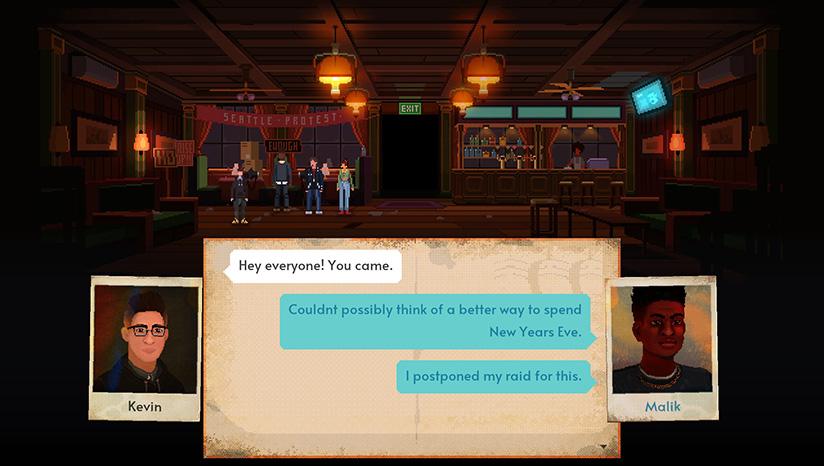 EXIT
SEATTLE · PROTEST
ENOUGH
Hey everyone! You came.
Couldnt possibly think of a better way to spend
New Years Eve.
I postponed my raid for this.
Kevin
Malik